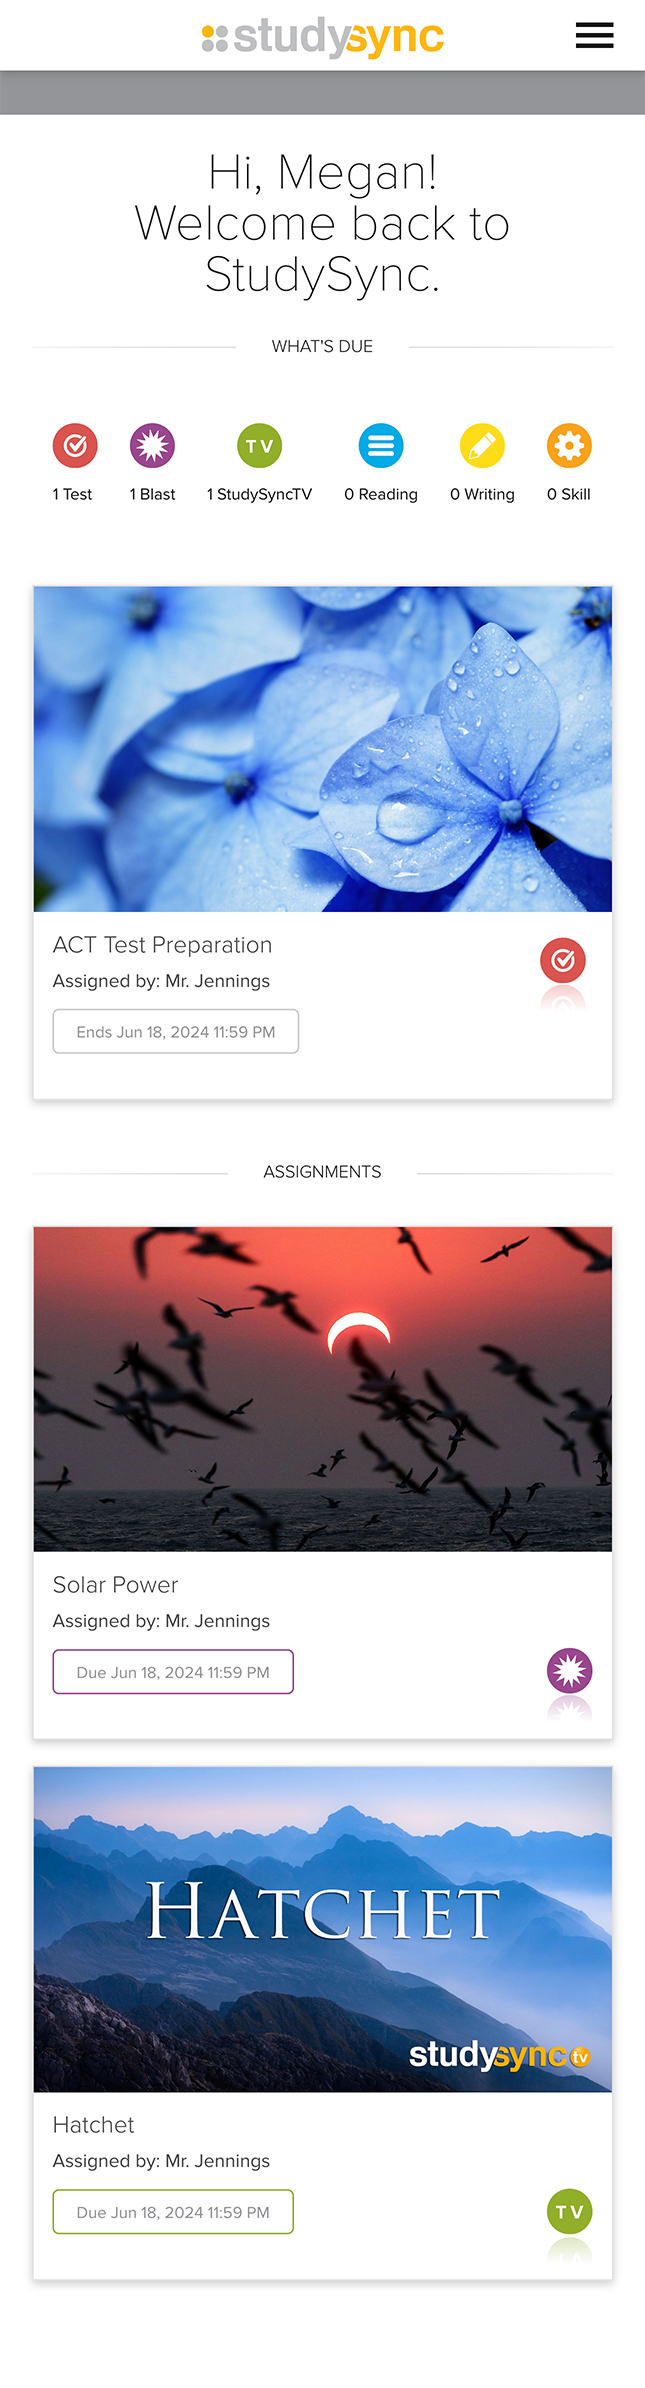 studysync
Hi, Megan!
Welcome back to
StudySync.
WHAT'S DUE
TV
1 Test
1 Blast
1 StudySyncTV
0 Reading
0 Writing
0 Skill
ACT Test Preparation
Assigned by: Mr. Jennings
Ends Jun 18, 2024 11:59 PM
ASSIGNMENTS
Solar Power
Assigned by: Mr. Jennings
Due Jun 18, 2024 11:59 PM
HATCHET
studysync tv
Hatchet
Assigned by: Mr. Jennings
Due Jun 18, 2024 11:59 PM
TV